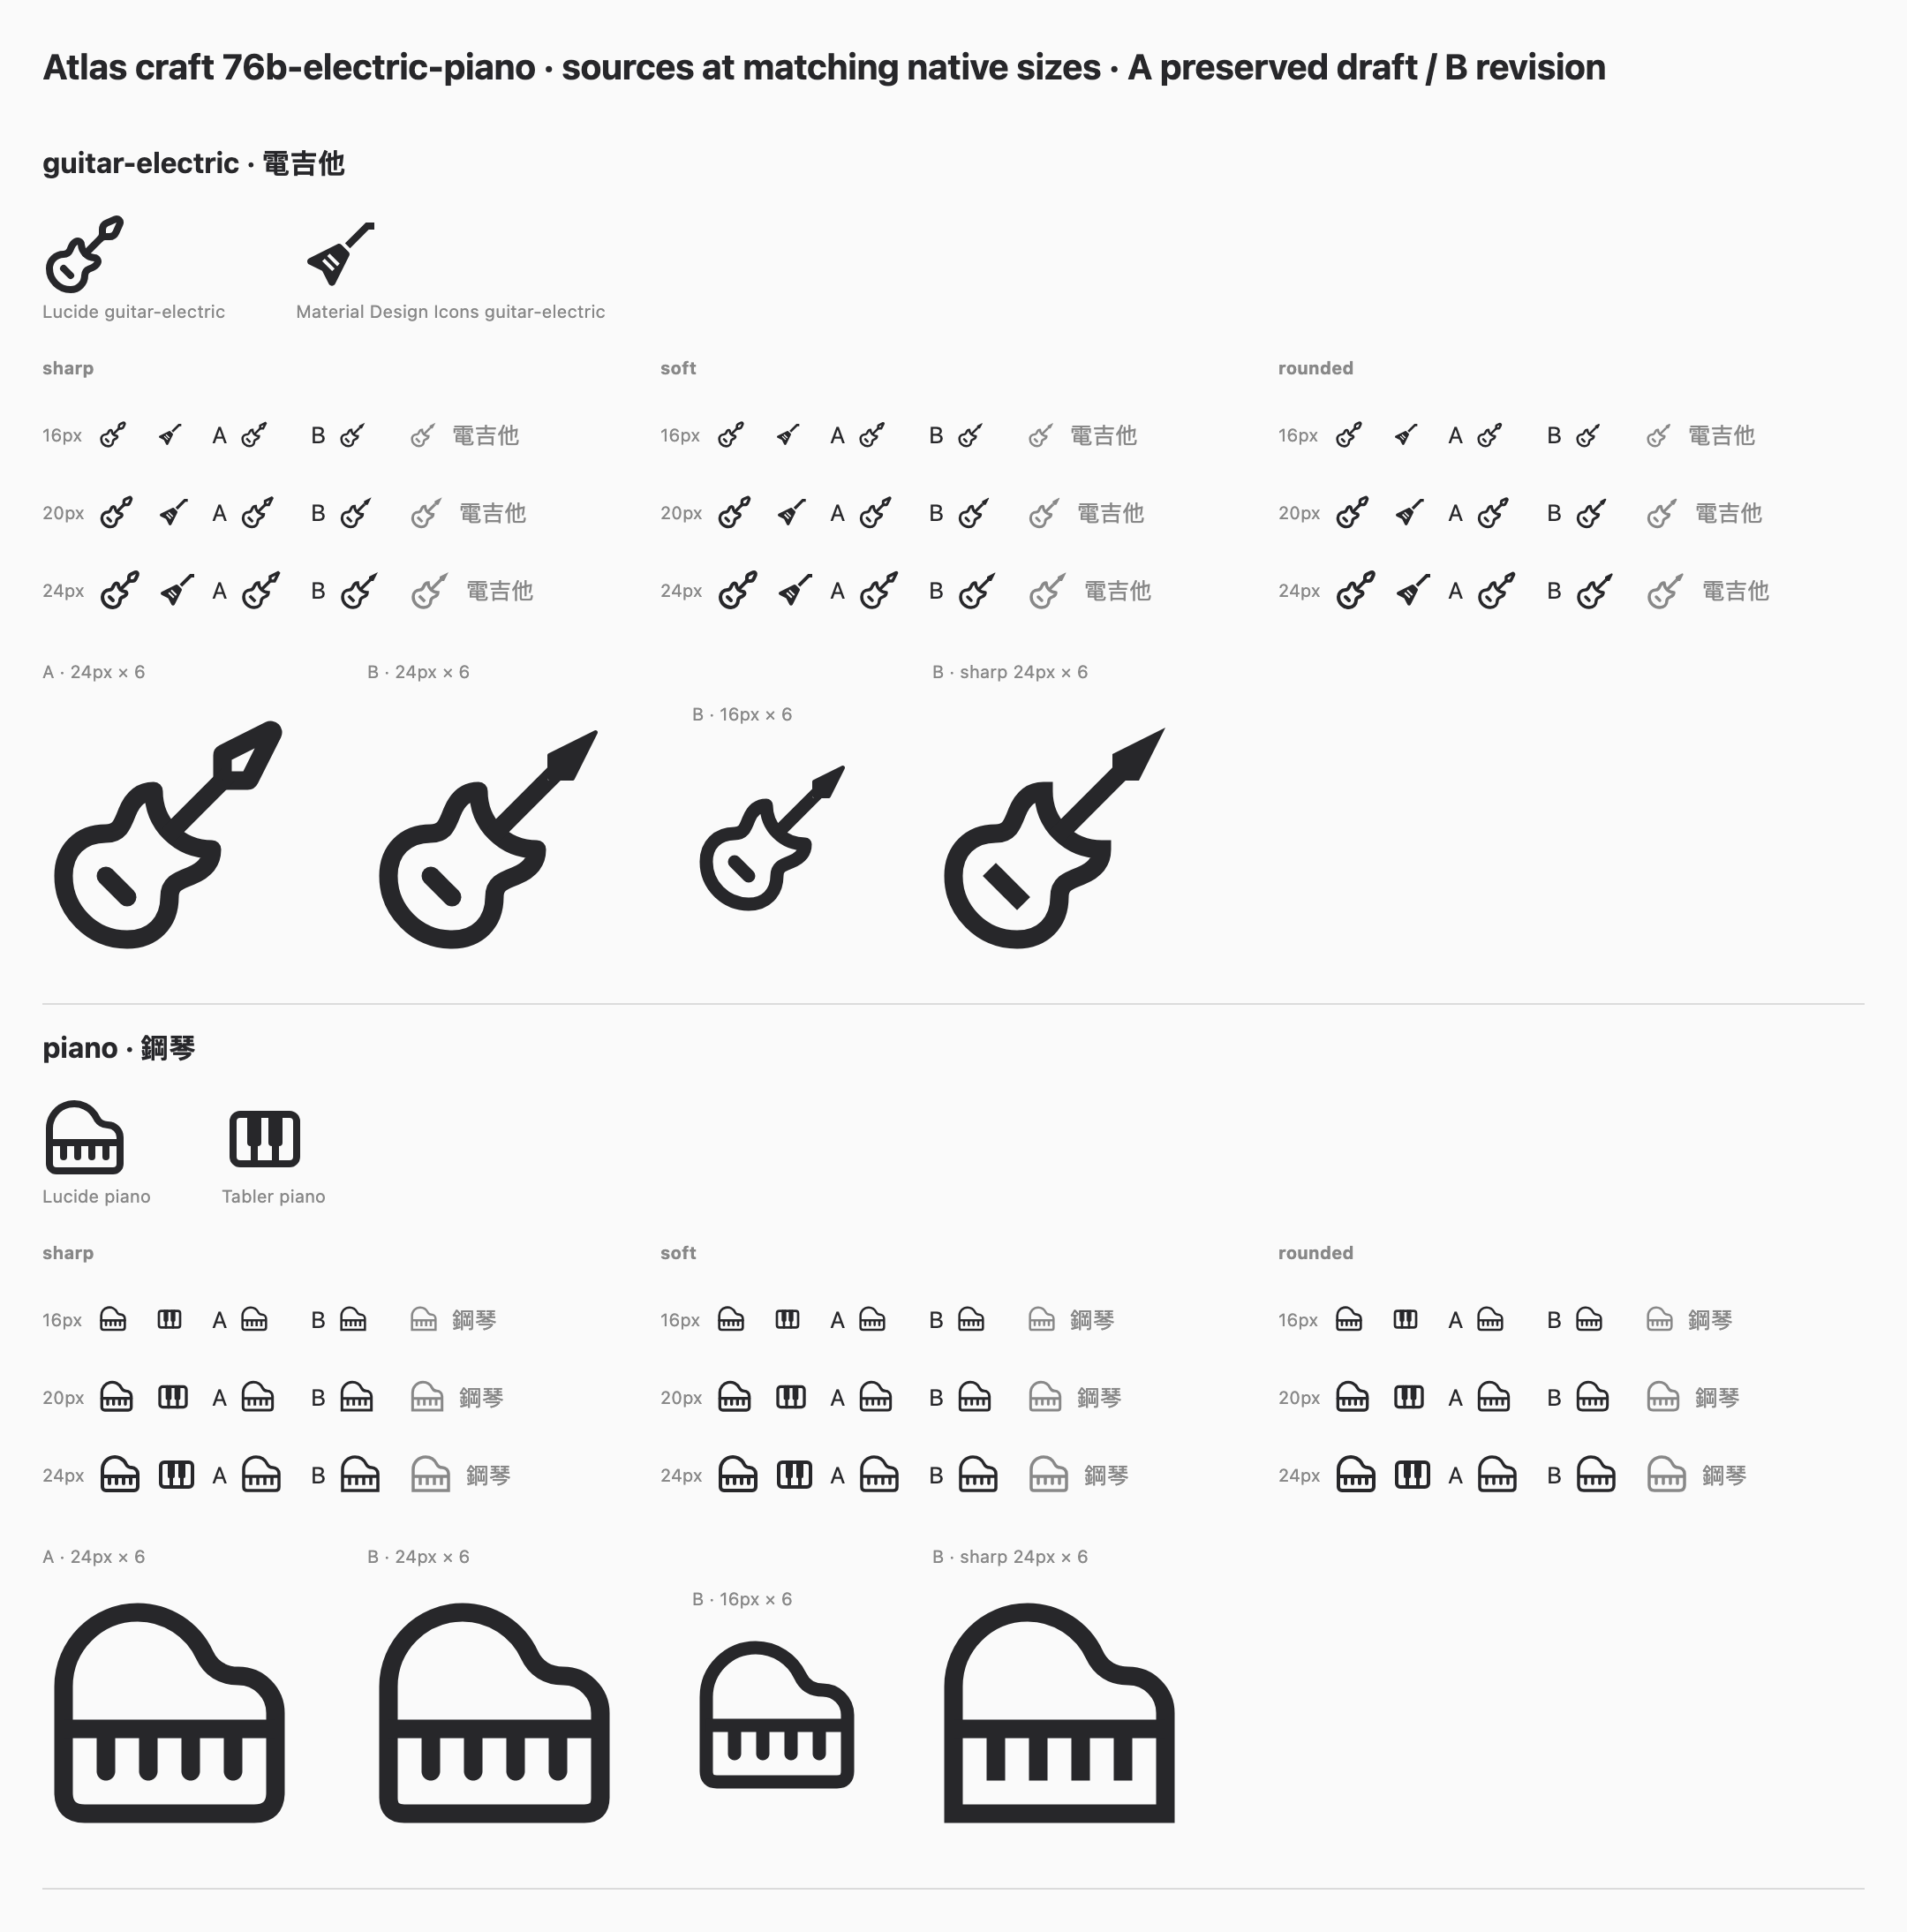 Atlas craft 76b-electric-piano · sources at matching native sizes · A preserved draft / B revision
guitar-electric · 電吉他
Lucide guitar-electric
Material Design Icons guitar-electric
sharp
soft
rounded
16px A B 電吉他
16px A B 電吉他
16px A B 電吉他
20px A B 電吉他
20px A B 電吉他
20px A B 電吉他
24px A B 電吉他
24px A B 電吉他
24px A B 電吉他
A · 24px × 6
B · 24px × 6
B · 16px × 6
B · sharp 24px × 6
piano · 鋼琴
Lucide piano
Tabler piano
sharp
soft
rounded
16px A B 鋼琴
16px A B 鋼琴
16px A B 鋼琴
20px A B 鋼琴
20px A B 鋼琴
20px A B 鋼琴
24px A B 鋼琴
24px A B 鋼琴
24px A B 鋼琴
A · 24px × 6
B · 24px × 6
B · 16px × 6
B · sharp 24px × 6